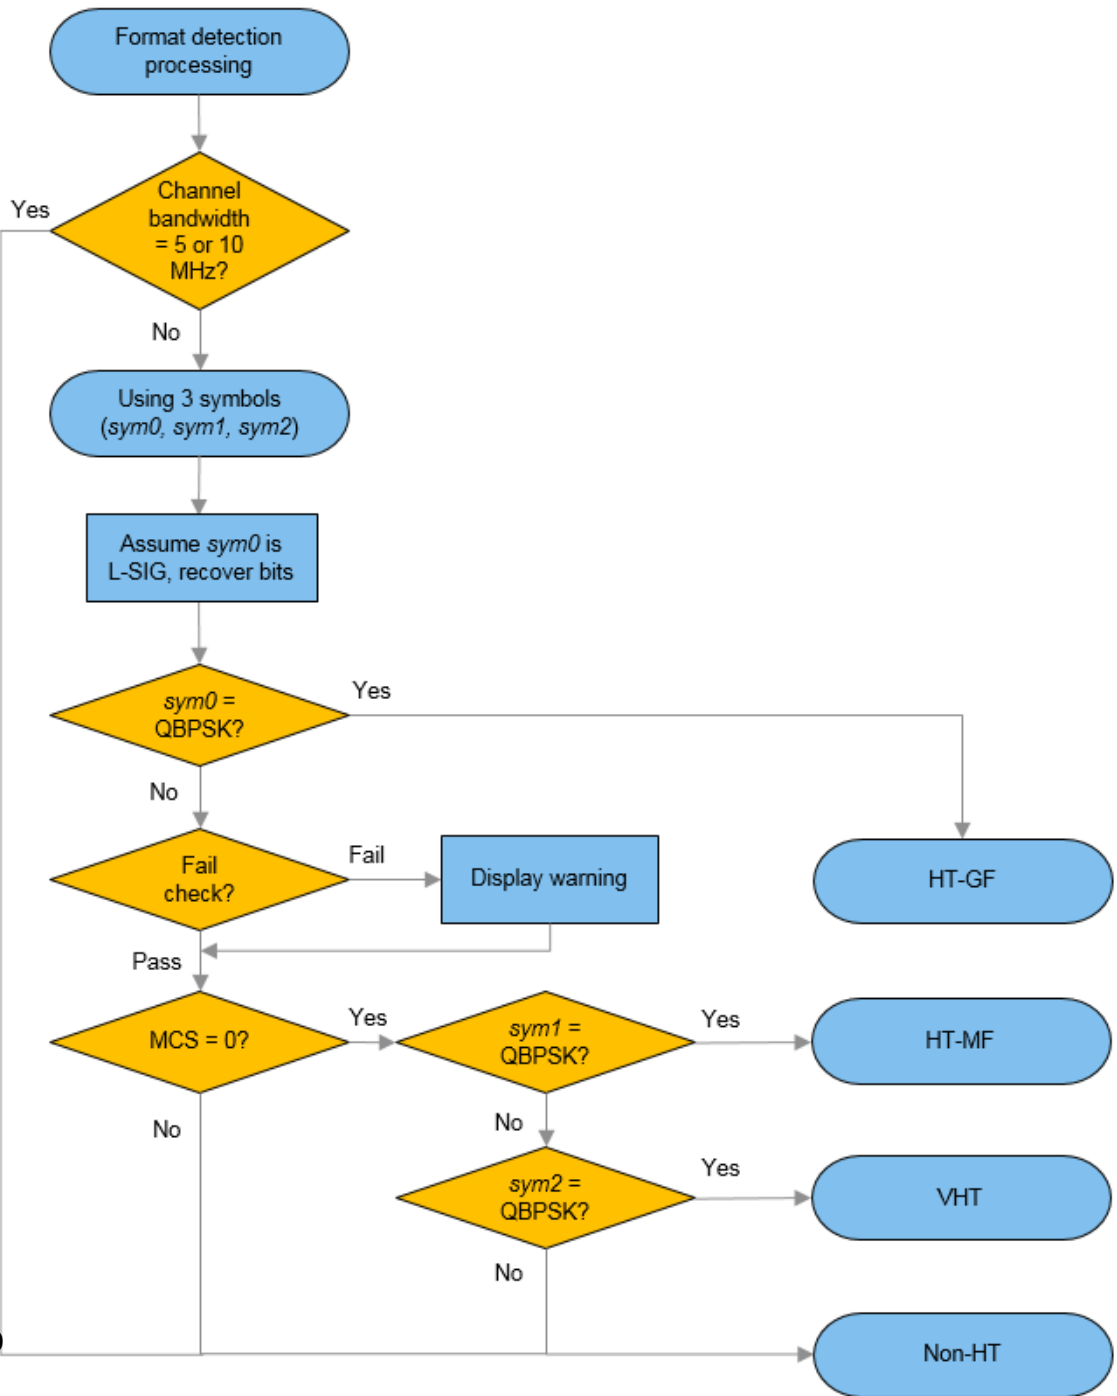 Format detection
processing
Channel
bandwidth
= 5 or 10
MHz?
Yes
No
Using 3 symbols
(sym0, sym1, sym2)
Assume sym0 is
L-SIG, recover bits
sym0 =
QBPSK?
Yes
No
Fail
check?
Fail
Display warning
HT-GF
Pass
MCS = 0?
Yes
sym1 =
QBPSK?
Yes
HT-MF
No
No
sym2 =
QBPSK?
Yes
VHT
No
Non-HT